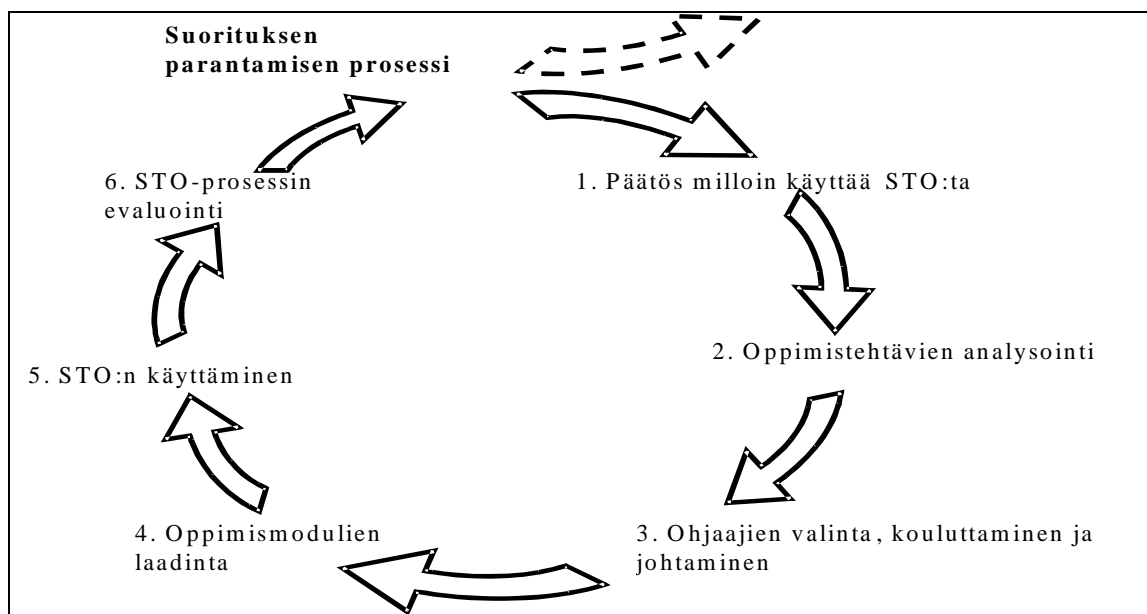 Suorituksen
parantamisen prosessi
1. Päätös milloin käyttää STO:ta
2. Oppimistehtävien analysointi
3. Ohjaajien valinta, kouluttaminen ja
johtaminen
4. Oppimismodulien
laadinta
5. STO:n käyttäminen
6. STO-prosessin
evaluointi